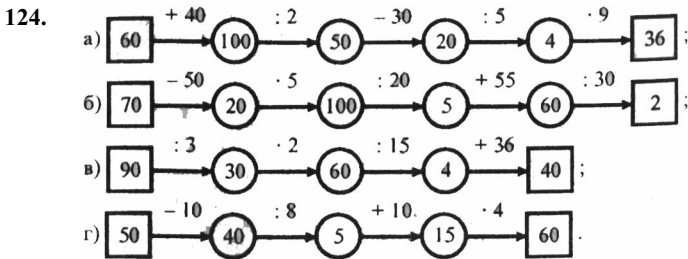 124.
+ 40 : 2 – 30 : 5 · 9
а) 60 100 50 20 4 36 ;
– 50 · 5 : 20 + 55 : 30
б) 70 20 100 5 60 2 ;
: 3 · 2 : 15 + 36
в) 90 30 60 4 40 ;
– 10 : 8 + 10 · 4
г) 50 40 5 15 60 .